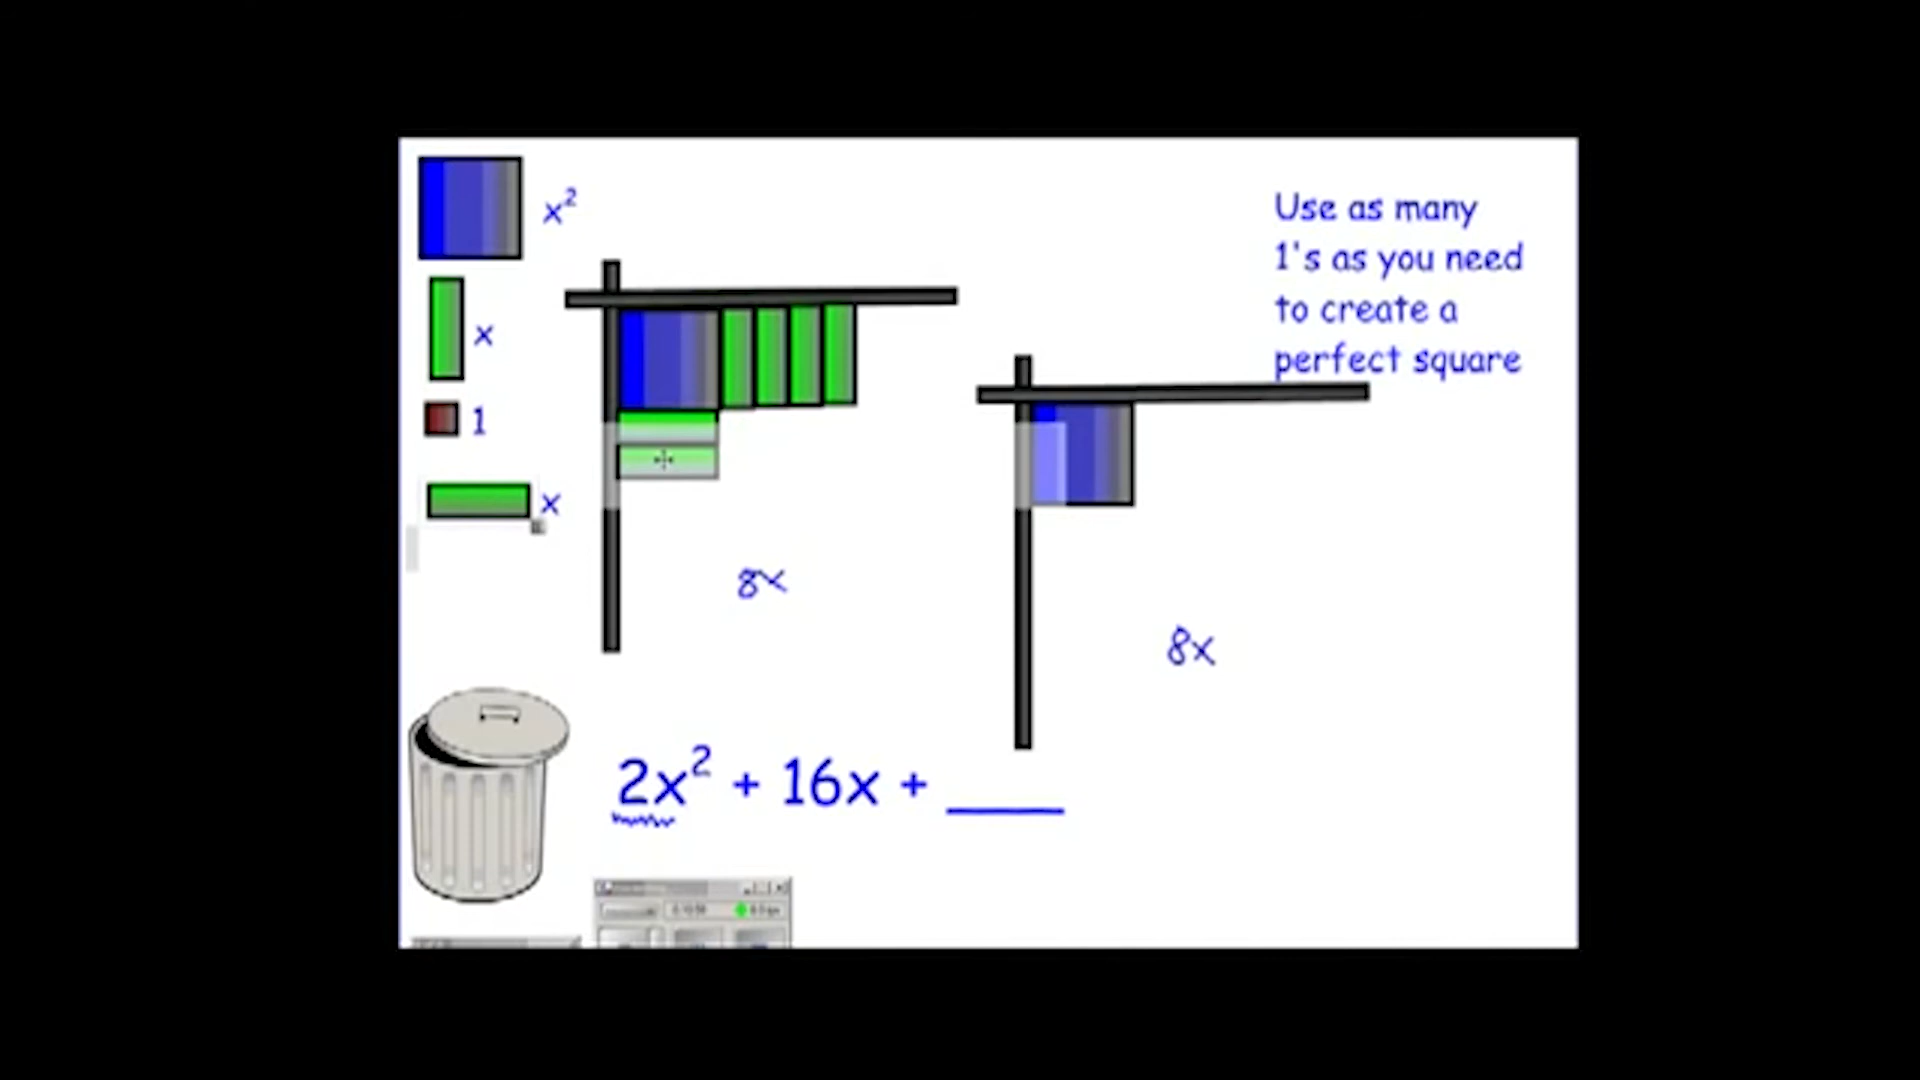 x²
x
1
x
Use as many
1's as you need
to create a
perfect square
8x
8x
2x² + 16x + ____